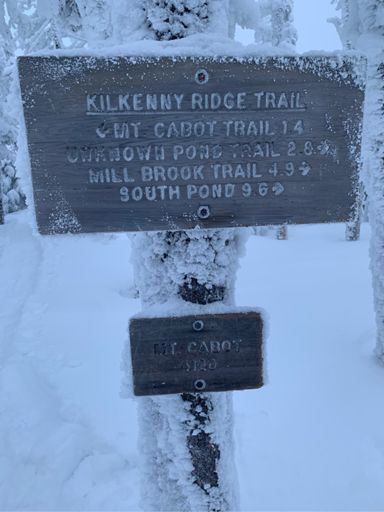 KILKENNY RIDGE TRAIL
← MT. CABOT TRAIL 1.4
UNKNOWN POND TRAIL 2.8 →
MILL BROOK TRAIL 4.9 →
SOUTH POND 9.6 →
MT. CABOT